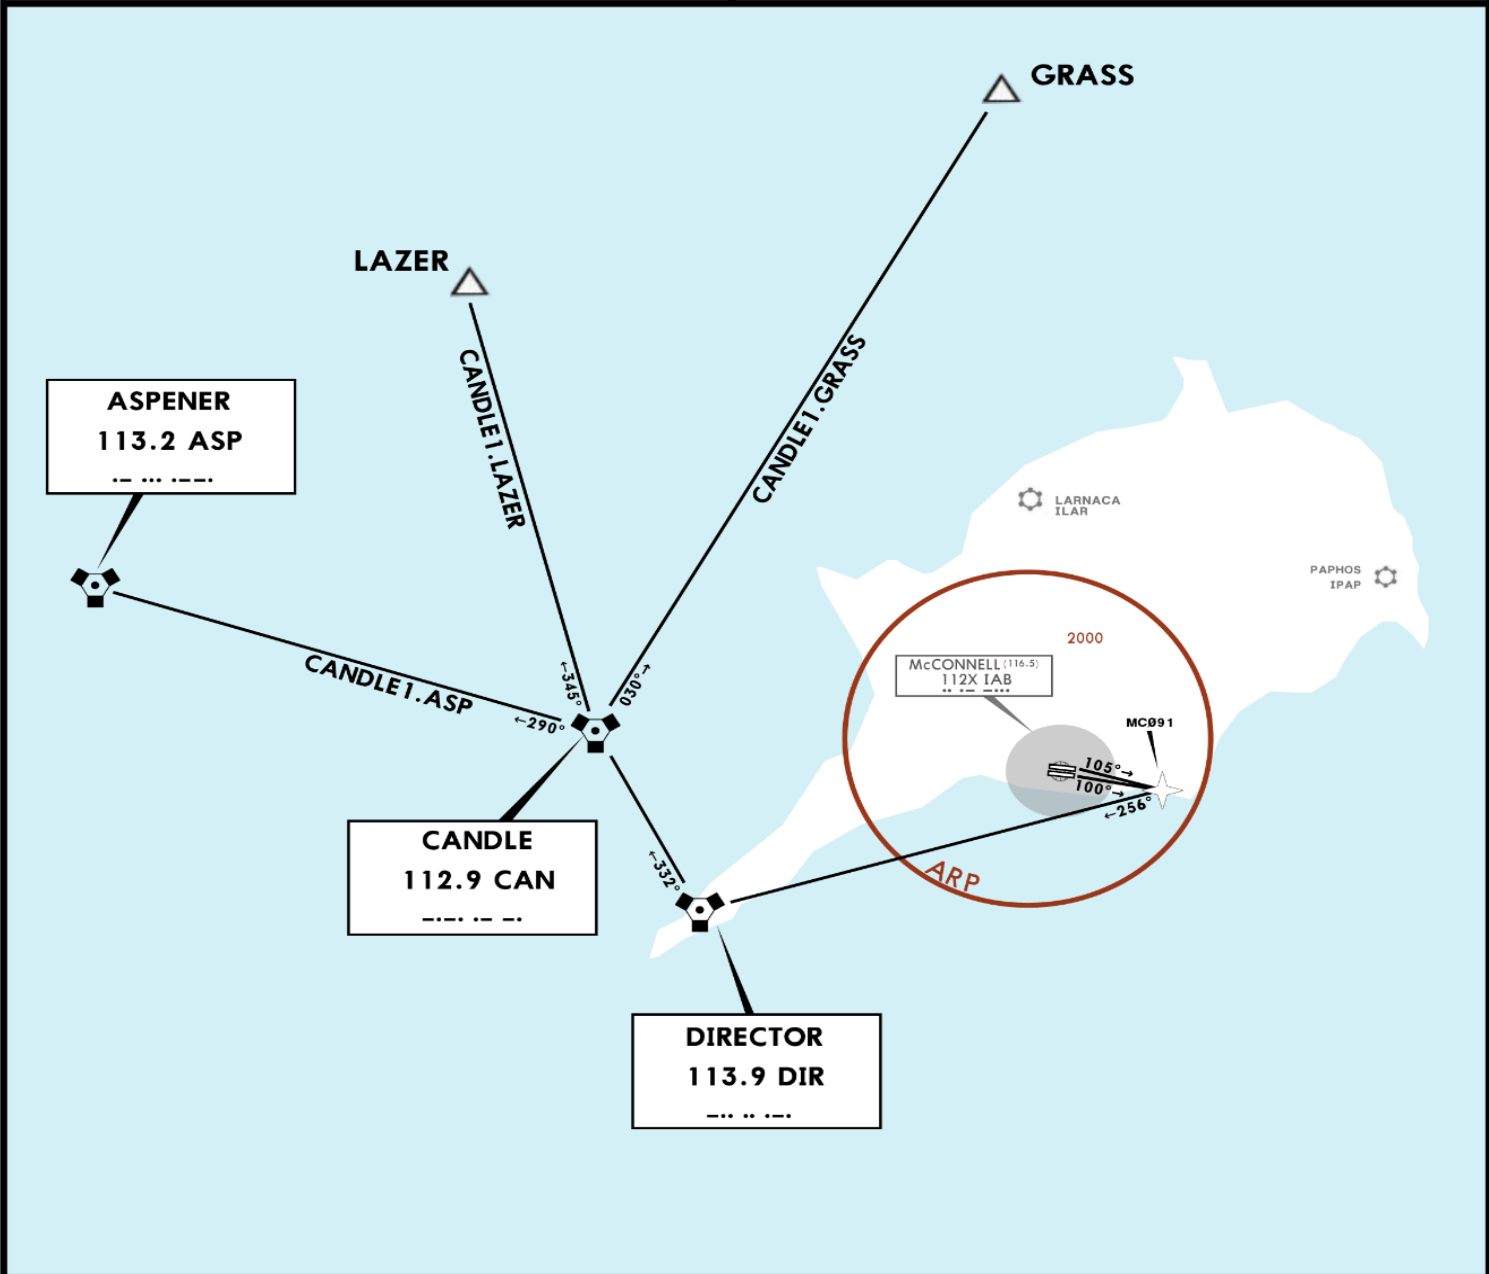 GRASS
LAZER
CANDLE1.GRASS
CANDLE1.LAZER
ASPENER
113.2 ASP
·– ··· ·––·
LARNACA
ILAR
PAPHOS
IPAP
2000
McCONNELL (116.5)
112X IAB
·· ·– –···
CANDLE1.ASP
←345°
030°→
←290°
MCØ91
105°→
100°→
←256°
CANDLE
112.9 CAN
–·–· ·– –·
←332°
ARP
DIRECTOR
113.9 DIR
–·· ·· ·–·